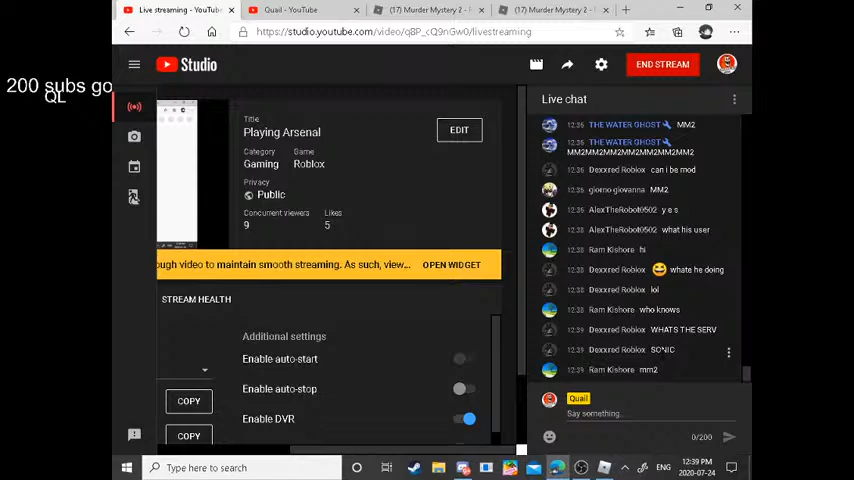 Live streaming - YouTube
Quail - YouTube
(17) Murder Mystery 2 - R
(17) Murder Mystery 2 - R
https://studio.youtube.com/video/q8P_cQ9nGw0/livestreaming
Studio
END STREAM
200 subs go
QL
Title
Playing Arsenal
EDIT
Category
Game
Gaming
Roblox
Privacy
Public
Concurrent viewers
Likes
9
5
ough video to maintain smooth streaming. As such, view...
OPEN WIDGET
STREAM HEALTH
Additional settings
Enable auto-start
Enable auto-stop
COPY
Enable DVR
COPY
Live chat
12:36 THE WATER GHOST MM2
12:36 THE WATER GHOST
MM2MM2MM2MM2MM2MM2MM2
12:36 Dexxred Roblox can i be mod
12:36 giorno giovanna MM2
12:38 AlexTheRobot0502 y e s
12:38 AlexTheRobot0502 what his user
12:38 Ram Kishore hi
12:38 Dexxred Roblox whate he doing
12:38 Dexxred Roblox lol
12:38 Ram Kishore who knows
12:39 Dexxred Roblox WHATS THE SERV
12:39 Dexxred Roblox SONIC
12:39 Ram Kishore mm2
Quail
Say something...
0/200
Type here to search
ENG
12:39 PM
2020-07-24